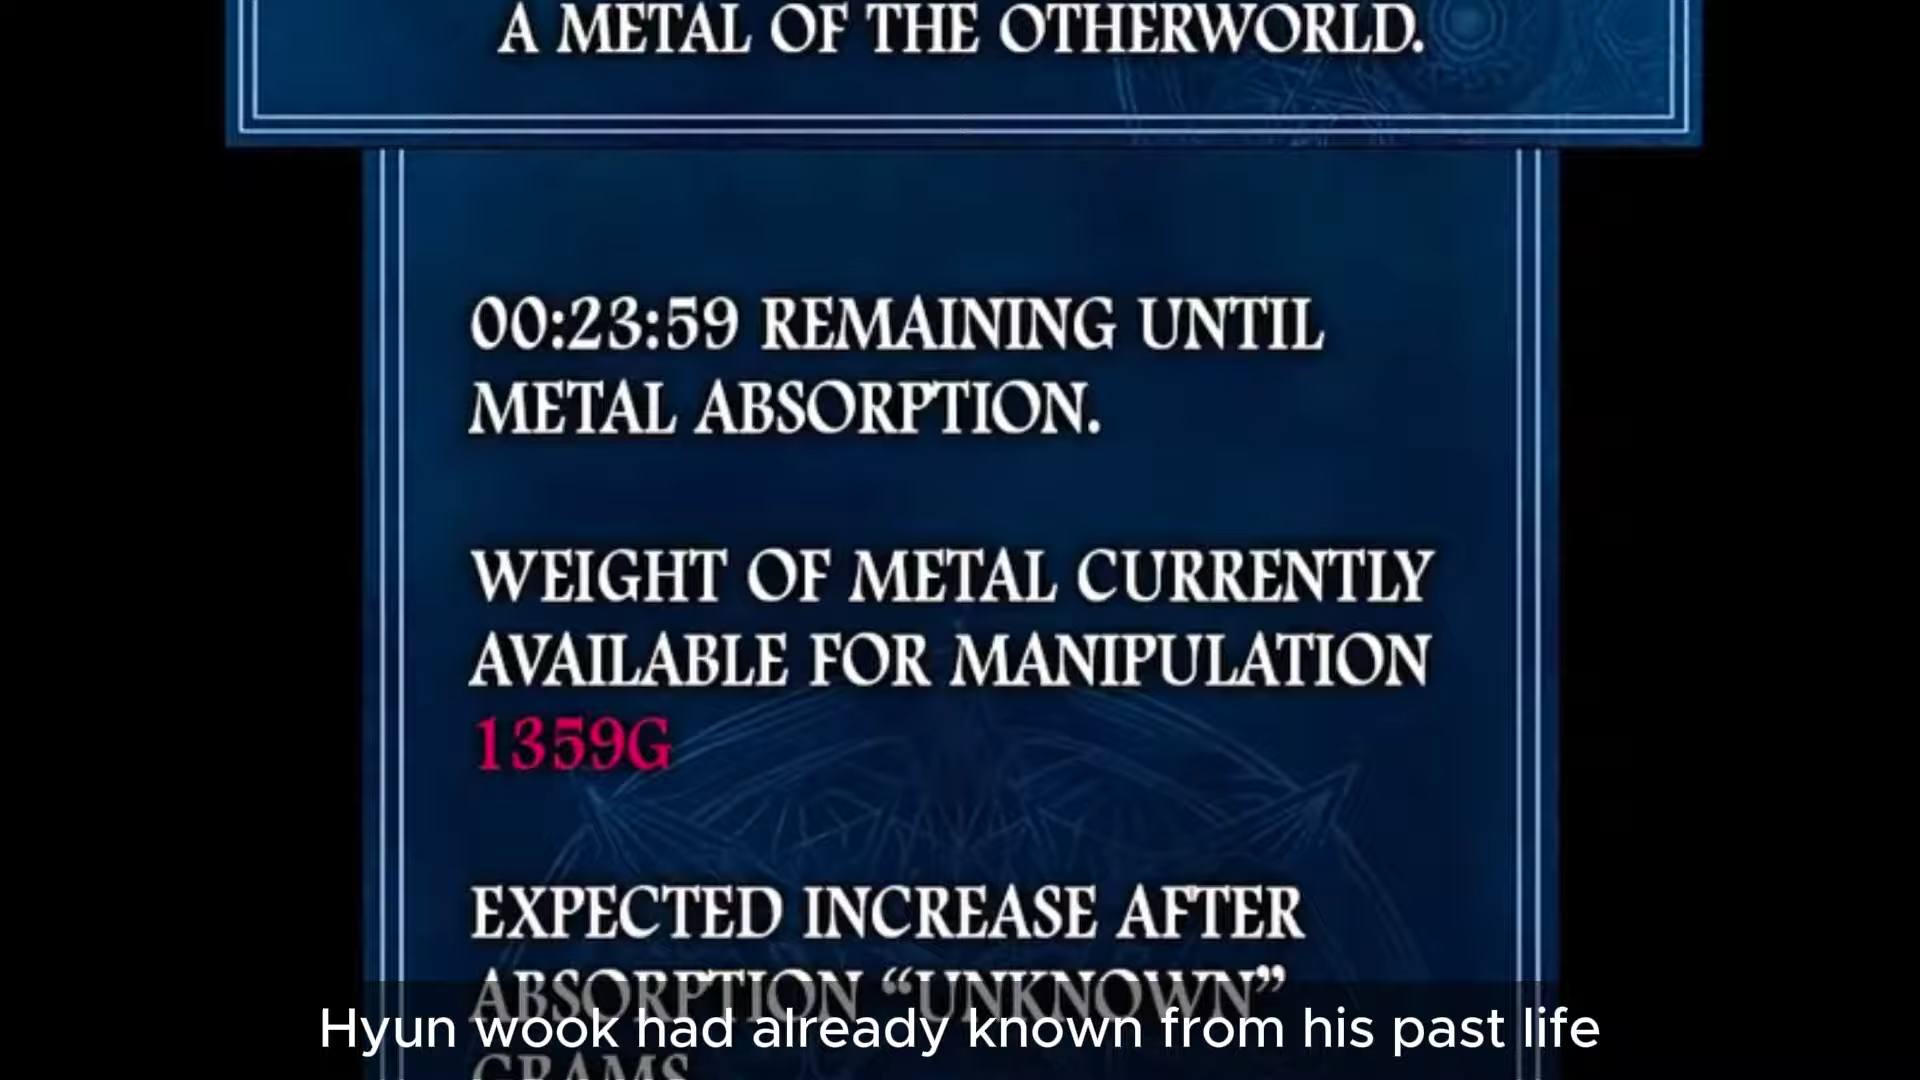 A METAL OF THE OTHERWORLD.
00:23:59 REMAINING UNTIL
METAL ABSORPTION.
WEIGHT OF METAL CURRENTLY
AVAILABLE FOR MANIPULATION
1359G
EXPECTED INCREASE AFTER
ABSORPTION “UNKNOWN”
GRAMS
Hyun wook had already known from his past life